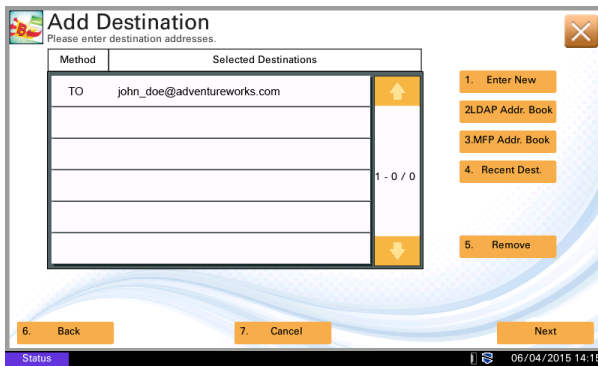 Add Destination
Please enter destination addresses.
Method Selected Destinations
TO john_doe@adventureworks.com
1 - 0 / 0
1. Enter New
2LDAP Addr. Book
3.MFP Addr. Book
4. Recent Dest.
5. Remove
6. Back 7. Cancel Next
Status 06/04/2015 14:15